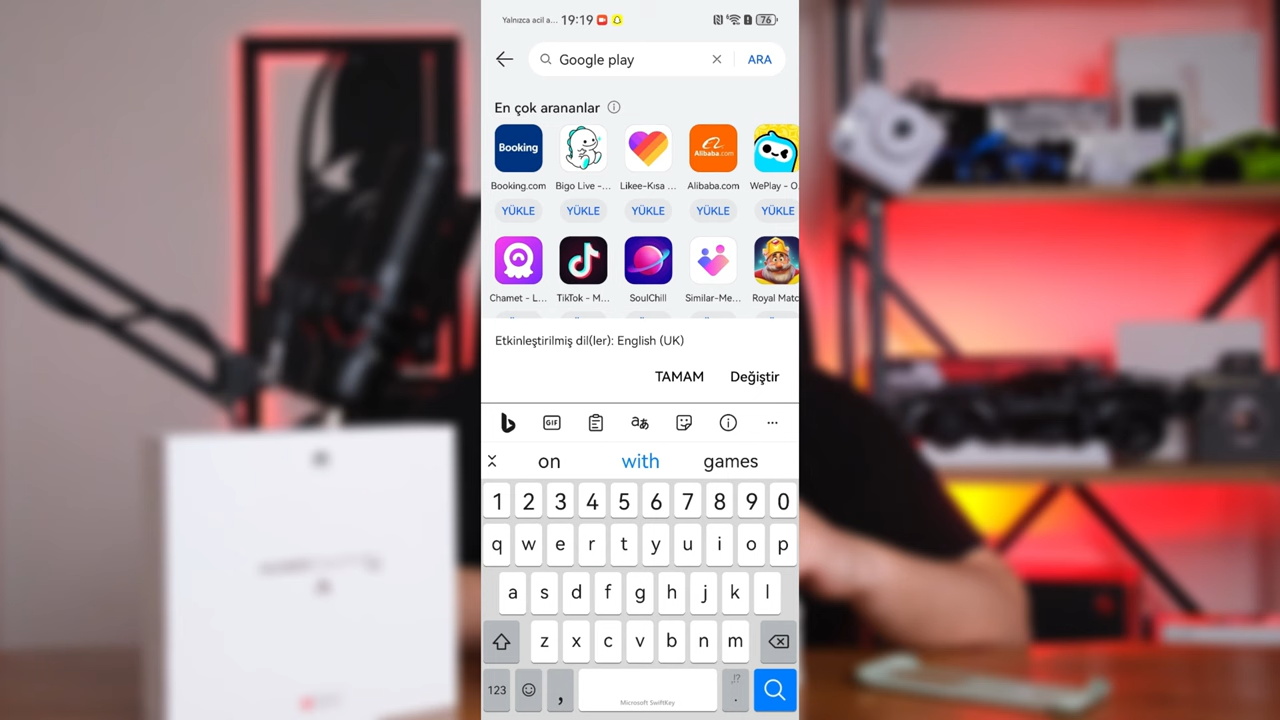 Yalnızca acil a... 19:19 76
Google play ARA
En çok arananlar
Booking Alibaba.com
Booking.com Bigo Live -... Likee-Kısa ... Alibaba.com WePlay - O
YÜKLE YÜKLE YÜKLE YÜKLE YÜKLE
Chamet - L... TikTok - M... SoulChill Similar-Me... Royal Matc
Etkinleştirilmiş dil(ler): English (UK)
TAMAM Değiştir
GIF
on with games
1 2 3 4 5 6 7 8 9 0
q w e r t y u i o p
a s d f g h j k l
z x c v b n m
123 , Microsoft SwiftKey ,!? .